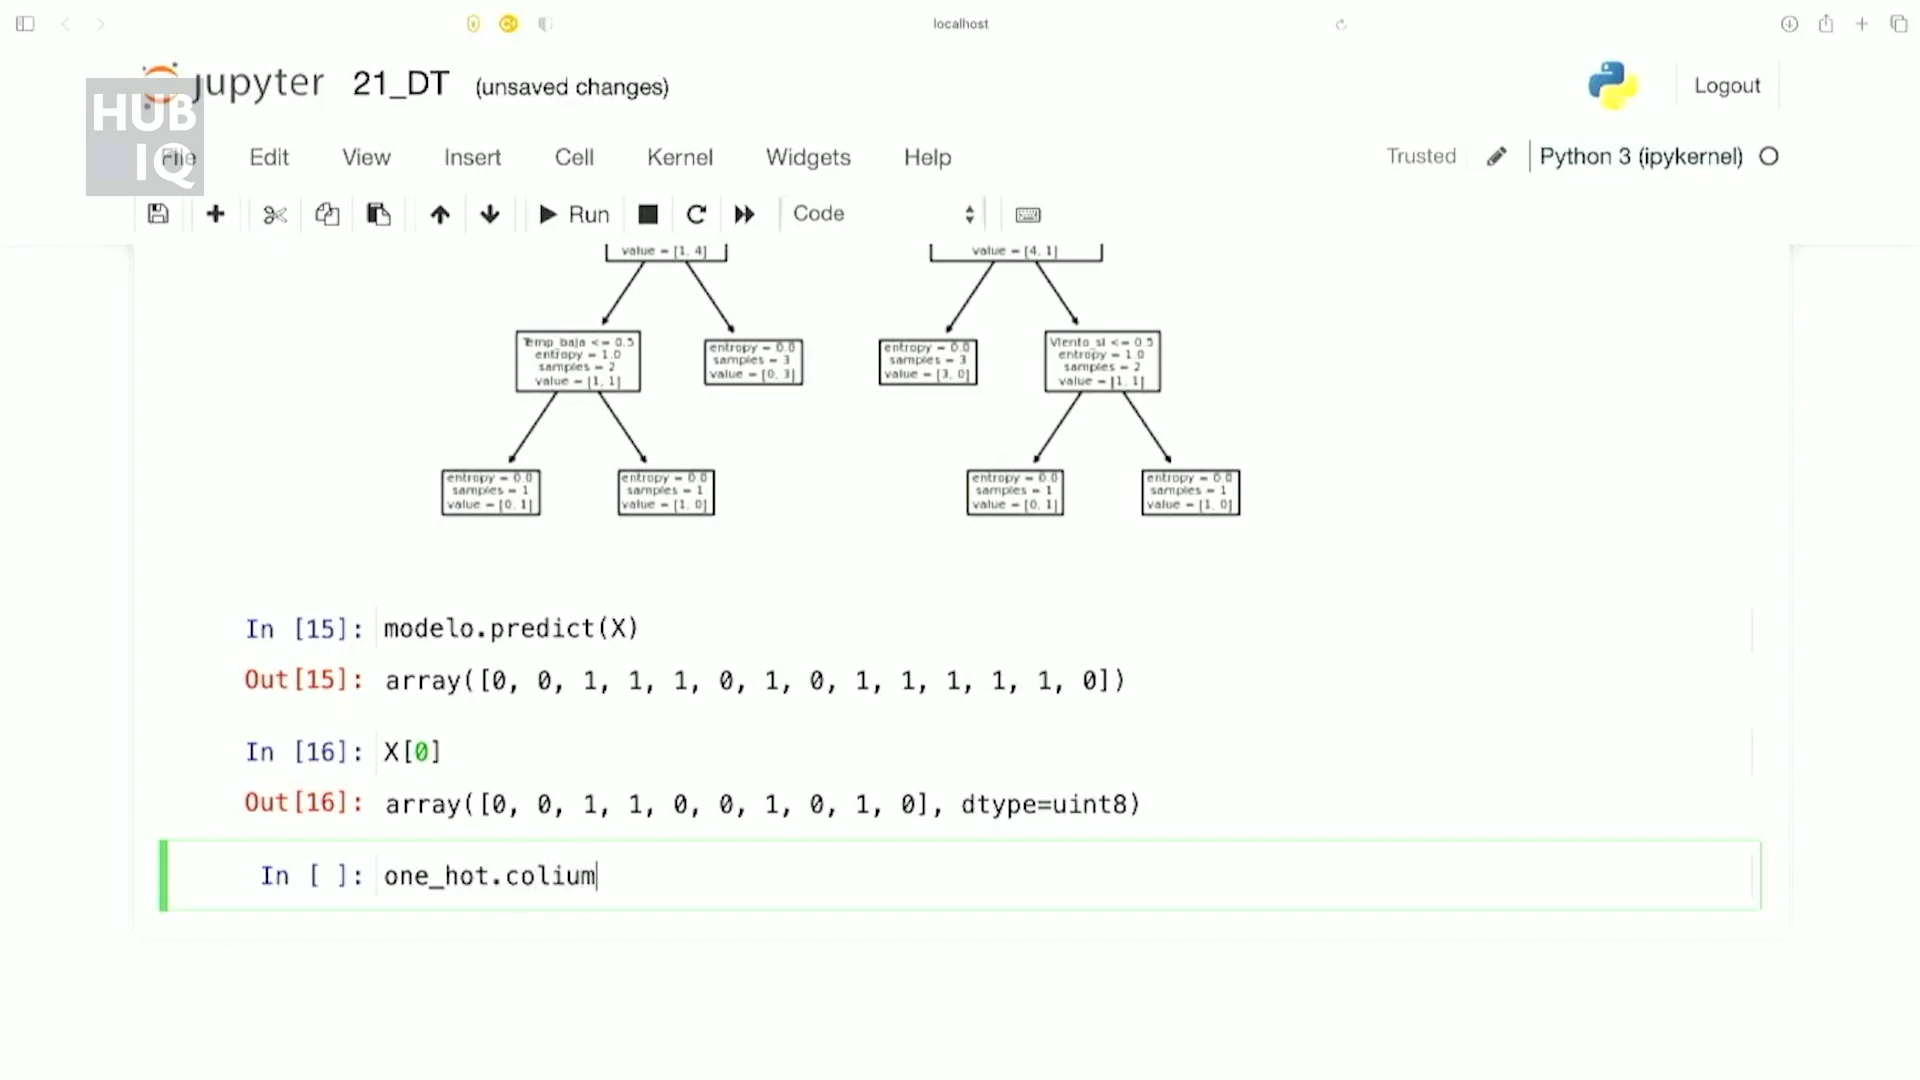 localhost
jupyter 21_DT (unsaved changes)
Logout
HUB
IQ
File Edit View Insert Cell Kernel Widgets Help
Trusted Python 3 (ipykernel)
Run Code
value = [1, 4] value = [4, 1]
Temp_baja <= 0.5
entropy = 1.0
samples = 2
value = [1, 1]
entropy = 0.0
samples = 3
value = [0, 3]
entropy = 0.0
samples = 3
value = [3, 0]
Viento_si <= 0.5
entropy = 1.0
samples = 2
value = [1, 1]
entropy = 0.0
samples = 1
value = [0, 1]
entropy = 0.0
samples = 1
value = [1, 0]
entropy = 0.0
samples = 1
value = [0, 1]
entropy = 0.0
samples = 1
value = [1, 0]
In [15]: modelo.predict(X)
Out[15]: array([0, 0, 1, 1, 1, 0, 1, 0, 1, 1, 1, 1, 1, 0])
In [16]: X[0]
Out[16]: array([0, 0, 1, 1, 0, 0, 1, 0, 1, 0], dtype=uint8)
In [ ]: one_hot.colium